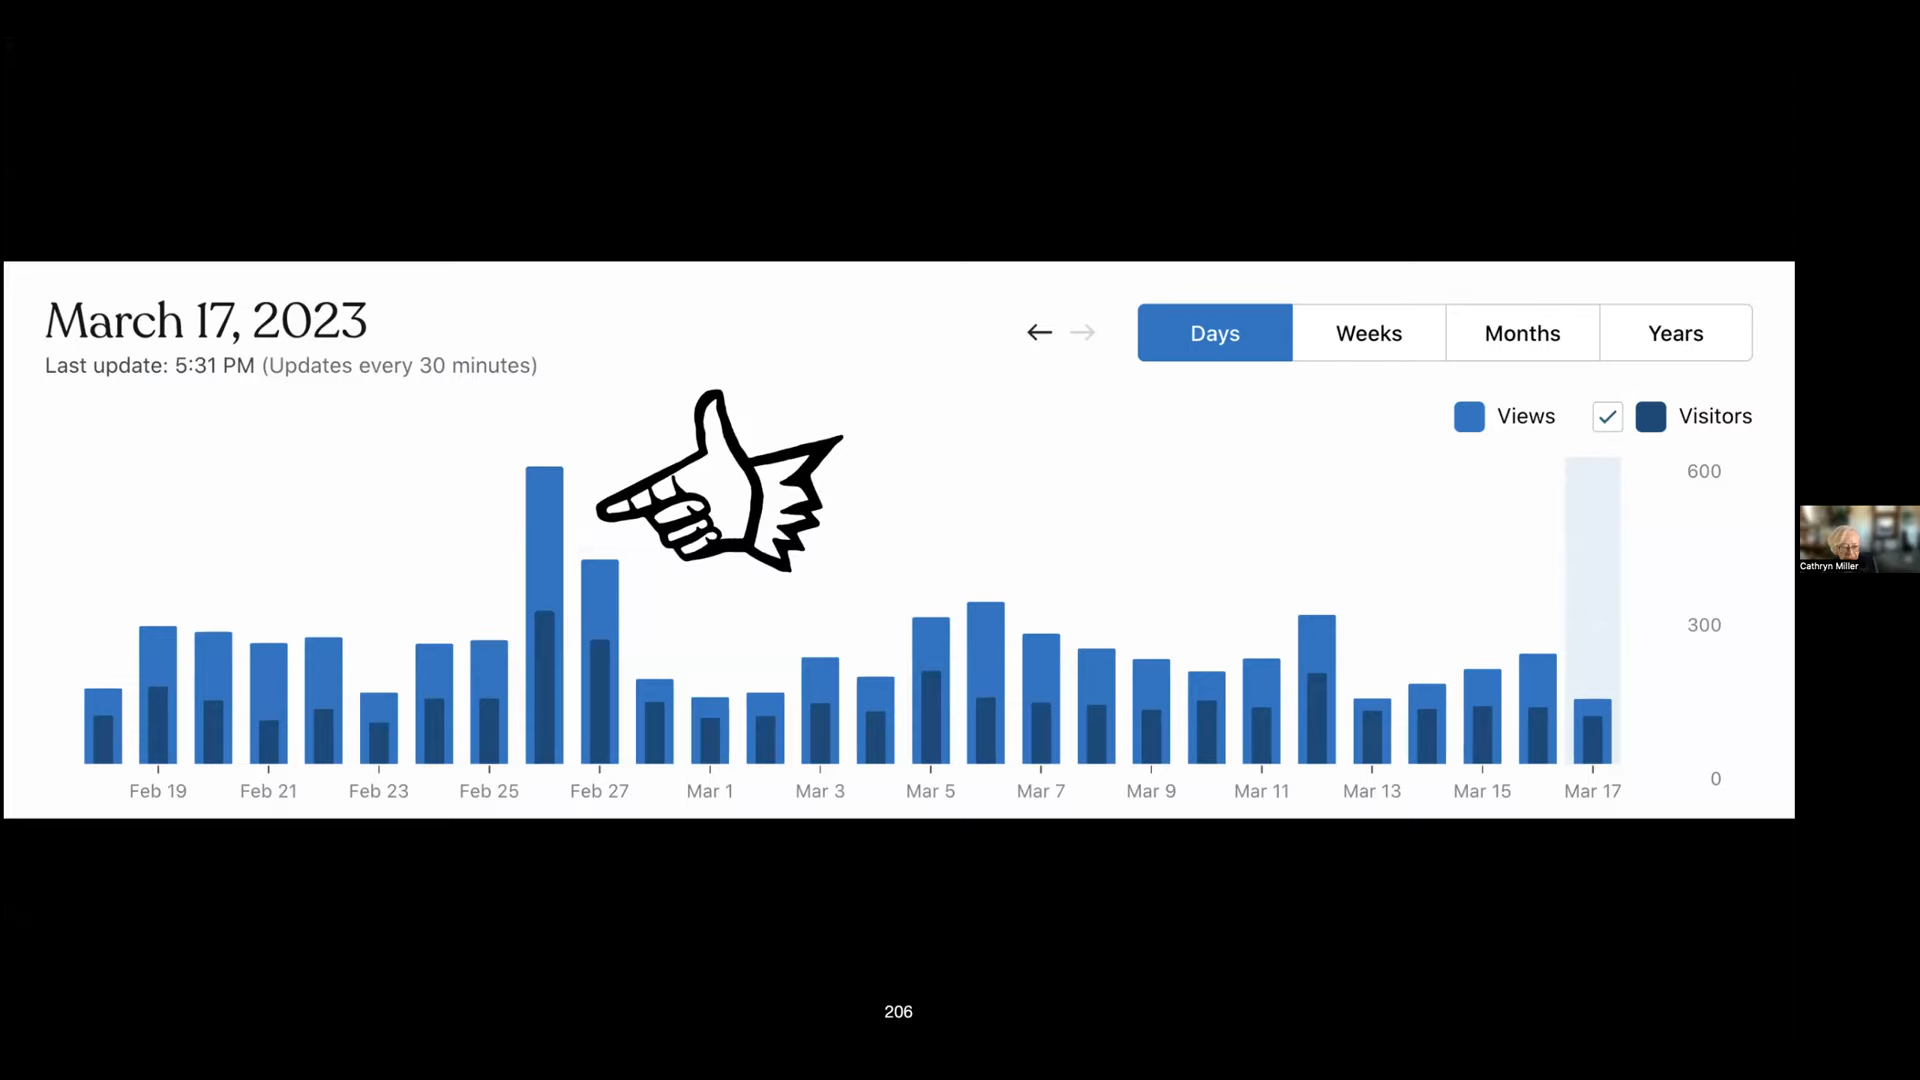 March 17, 2023
Last update: 5:31 PM (Updates every 30 minutes)
← →
Days Weeks Months Years
Views Visitors
600
300
0
Feb 19 Feb 21 Feb 23 Feb 25 Feb 27 Mar 1 Mar 3 Mar 5 Mar 7 Mar 9 Mar 11 Mar 13 Mar 15 Mar 17
Cathryn Miller
206